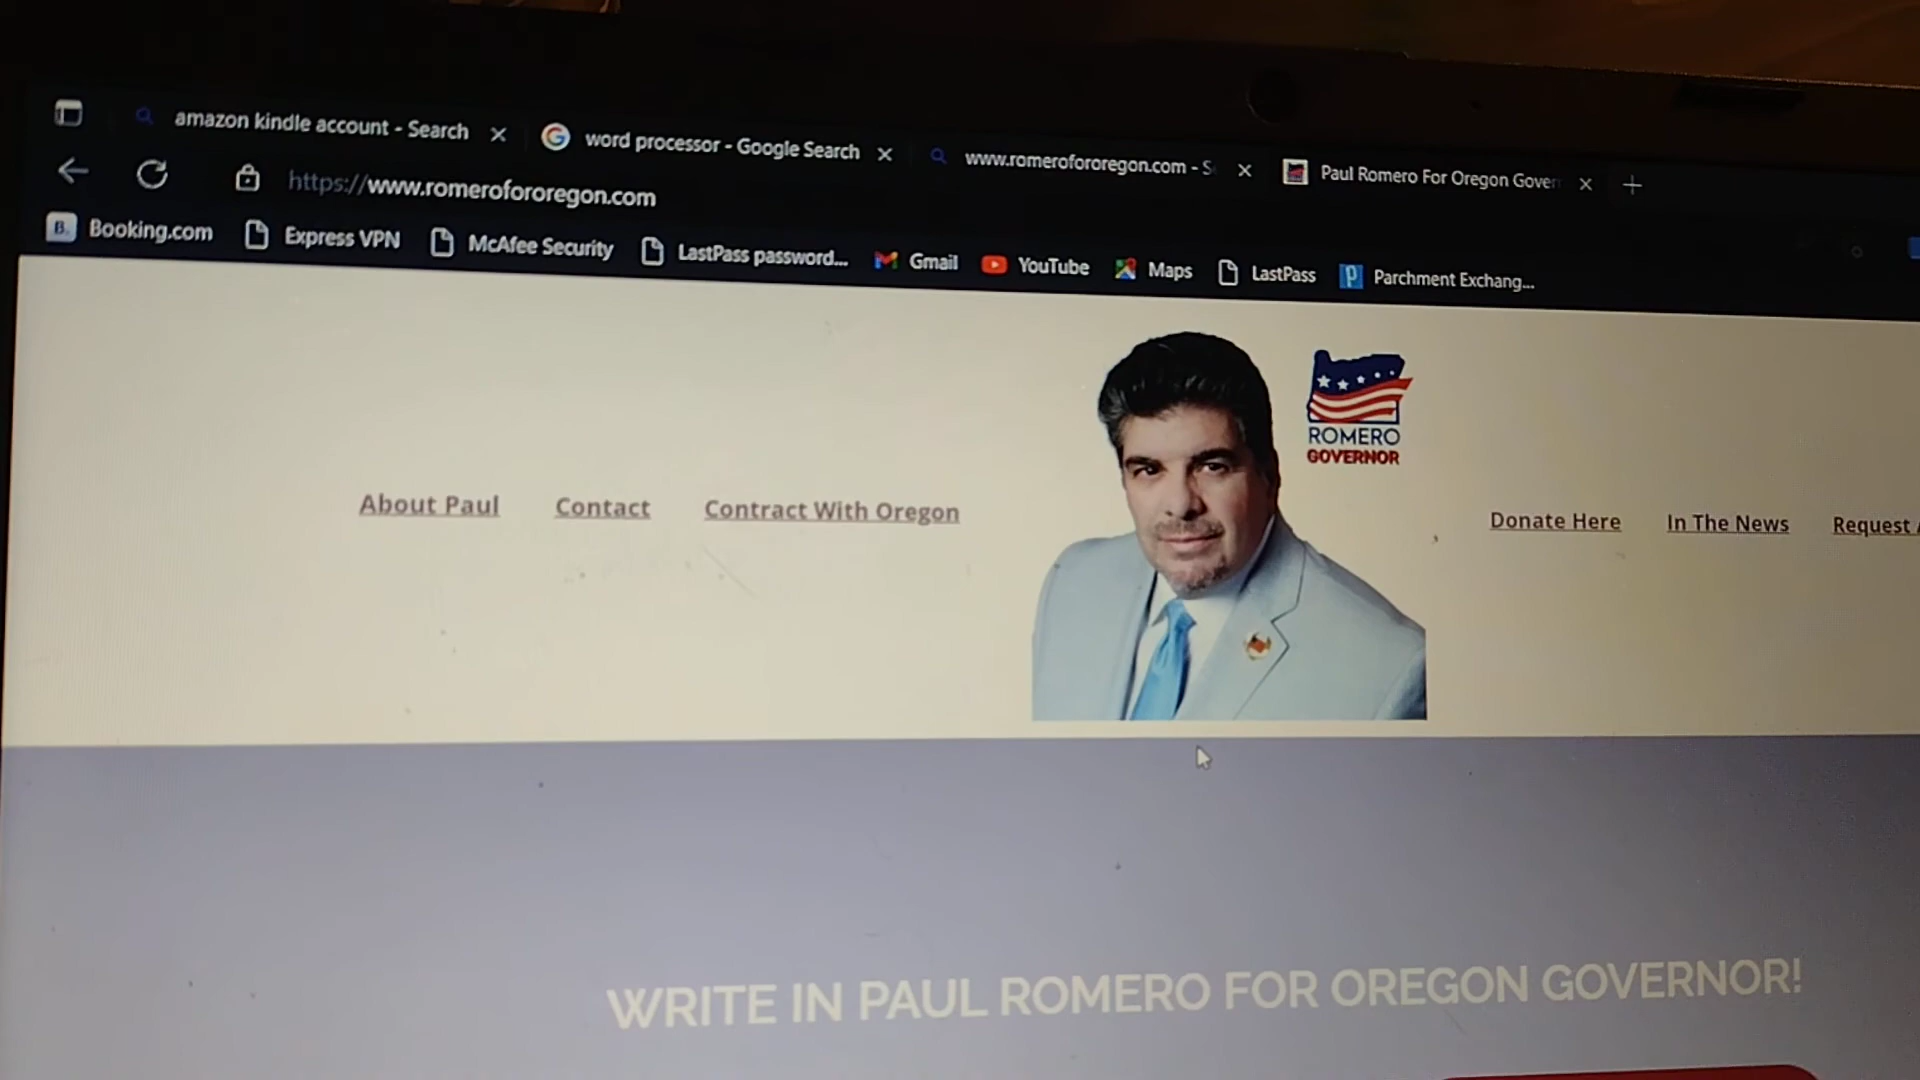 amazon kindle account - Search
word processor - Google Search
www.romerofororegon.com - S
Paul Romero For Oregon Gover
https://www.romerofororegon.com
B. Booking.com
Express VPN
McAfee Security
LastPass password...
Gmail
YouTube
Maps
LastPass
Parchment Exchang...
ROMERO
GOVERNOR
About Paul
Contact
Contract With Oregon
Donate Here
In The News
Request
WRITE IN PAUL ROMERO FOR OREGON GOVERNOR!